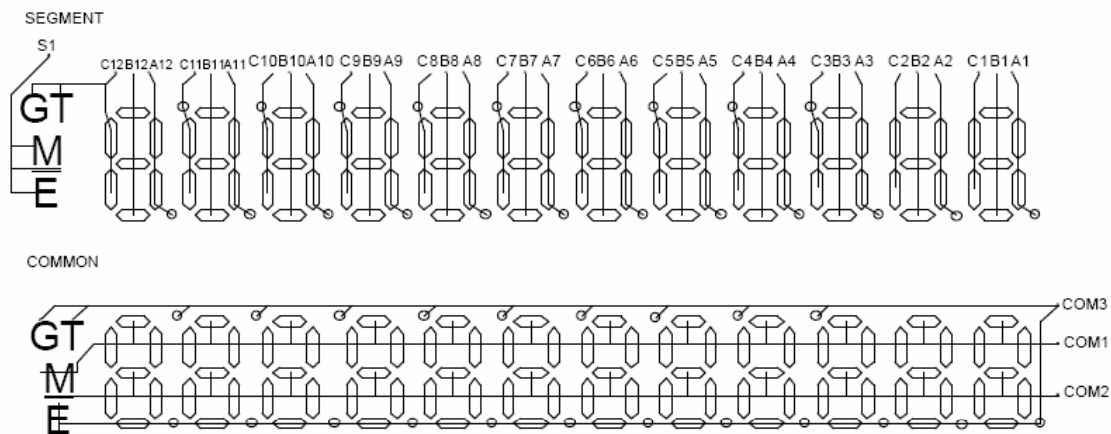 SEGMENT
S1
C12B12A12 C11B11A11 C10B10A10 C9B9A9 C8B8A8 C7B7A7 C6B6A6 C5B5A5 C4B4A4 C3B3A3 C2B2A2 C1B1A1
GT
M
E
COMMON
COM3
GT
COM1
M
COM2
E